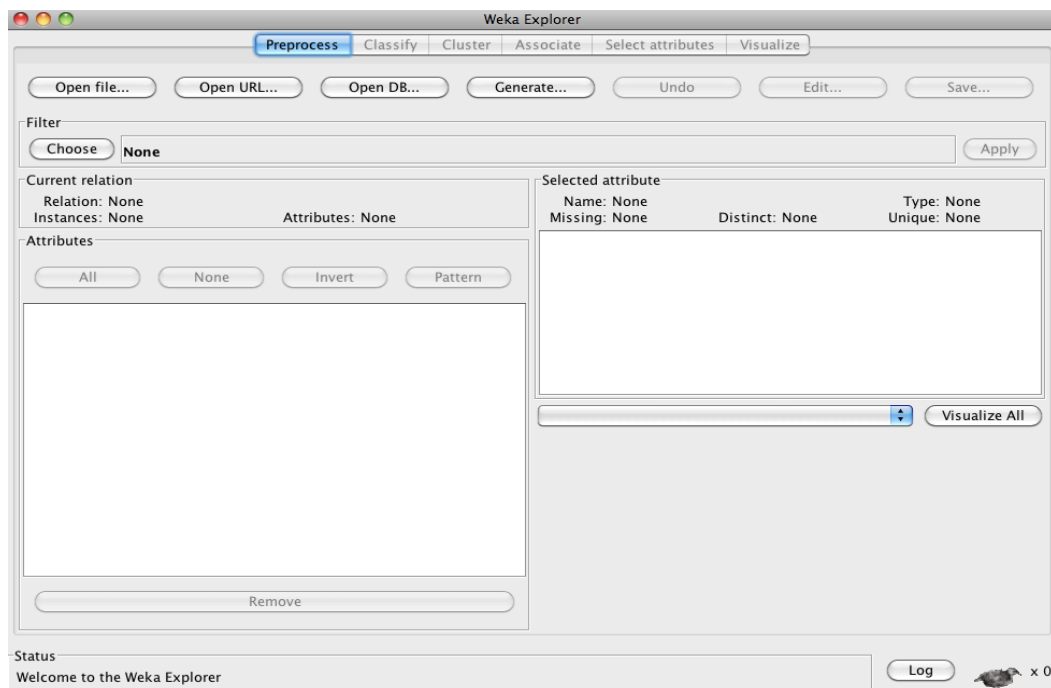 Weka Explorer
Preprocess Classify Cluster Associate Select attributes Visualize
Open file... Open URL... Open DB... Generate... Undo Edit... Save...
Filter
Choose None Apply
Current relation
Relation: None
Instances: None Attributes: None
Attributes
All None Invert Pattern
Remove
Selected attribute
Name: None Type: None
Missing: None Distinct: None Unique: None
Visualize All
Status
Welcome to the Weka Explorer
Log x 0